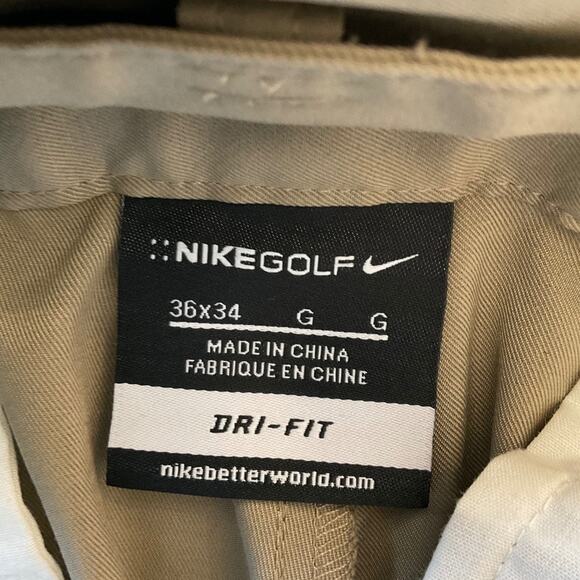 NIKEGOLF
36x34 G G
MADE IN CHINA
FABRIQUE EN CHINE
DRI-FIT
nikebetterworld.com